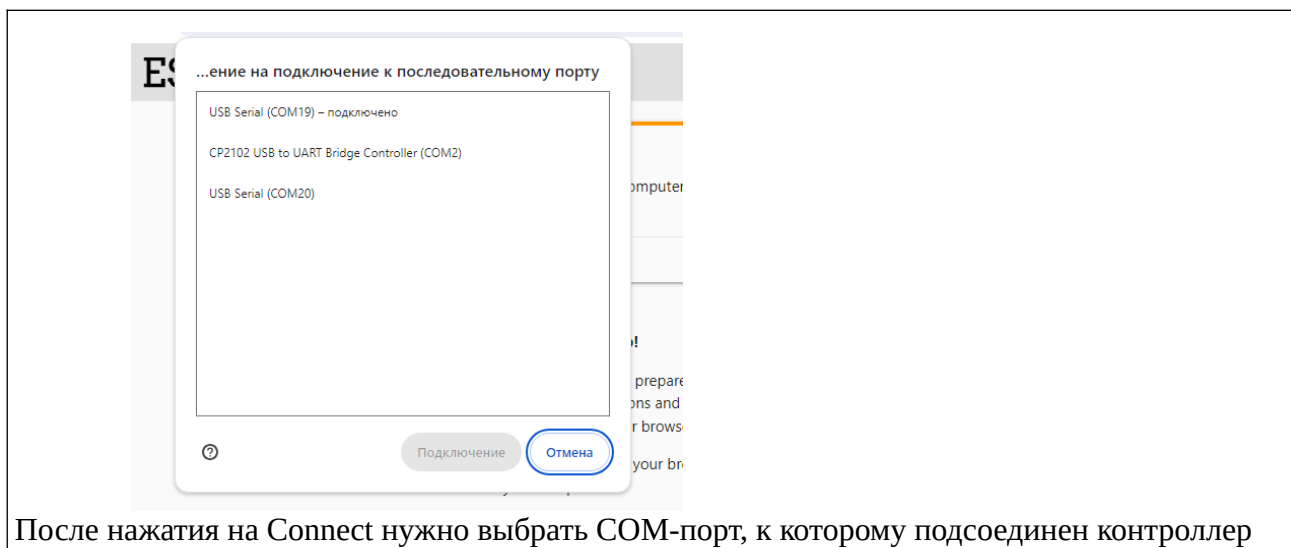 ES
...ение на подключение к последовательному порту
USB Serial (COM19) – подключено
CP2102 USB to UART Bridge Controller (COM2)
USB Serial (COM20)
omputer
!
prepare
ons and
r brows
your br
Подключение
Отмена
После нажатия на Connect нужно выбрать COM-порт, к которому подсоединен контроллер